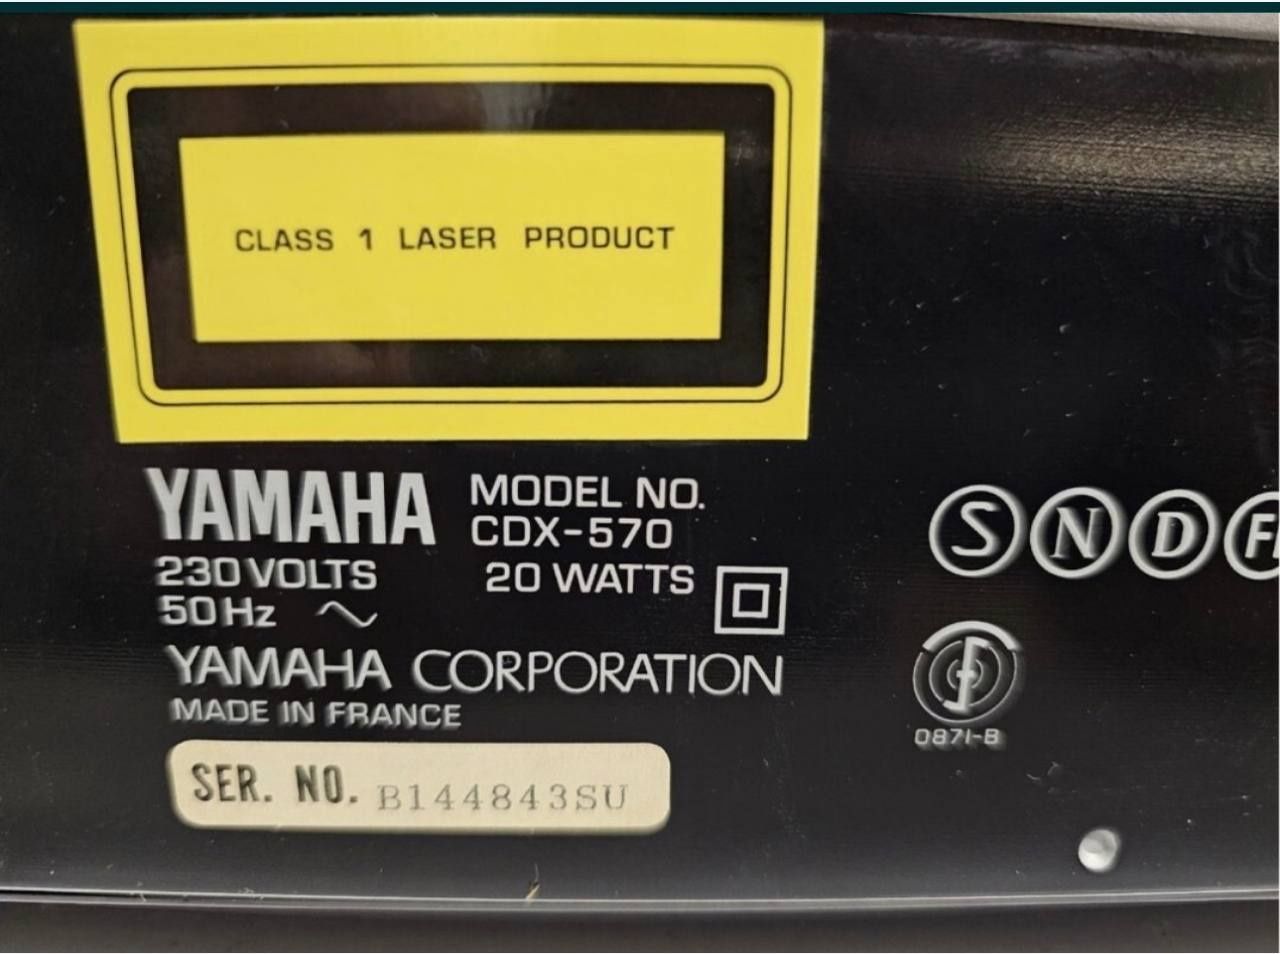 CLASS 1 LASER PRODUCT
YAMAHA
MODEL NO.
CDX-570
230 VOLTS
20 WATTS
50 Hz
YAMAHA CORPORATION
MADE IN FRANCE
SER. NO. B144843SU
S N D
0871-B